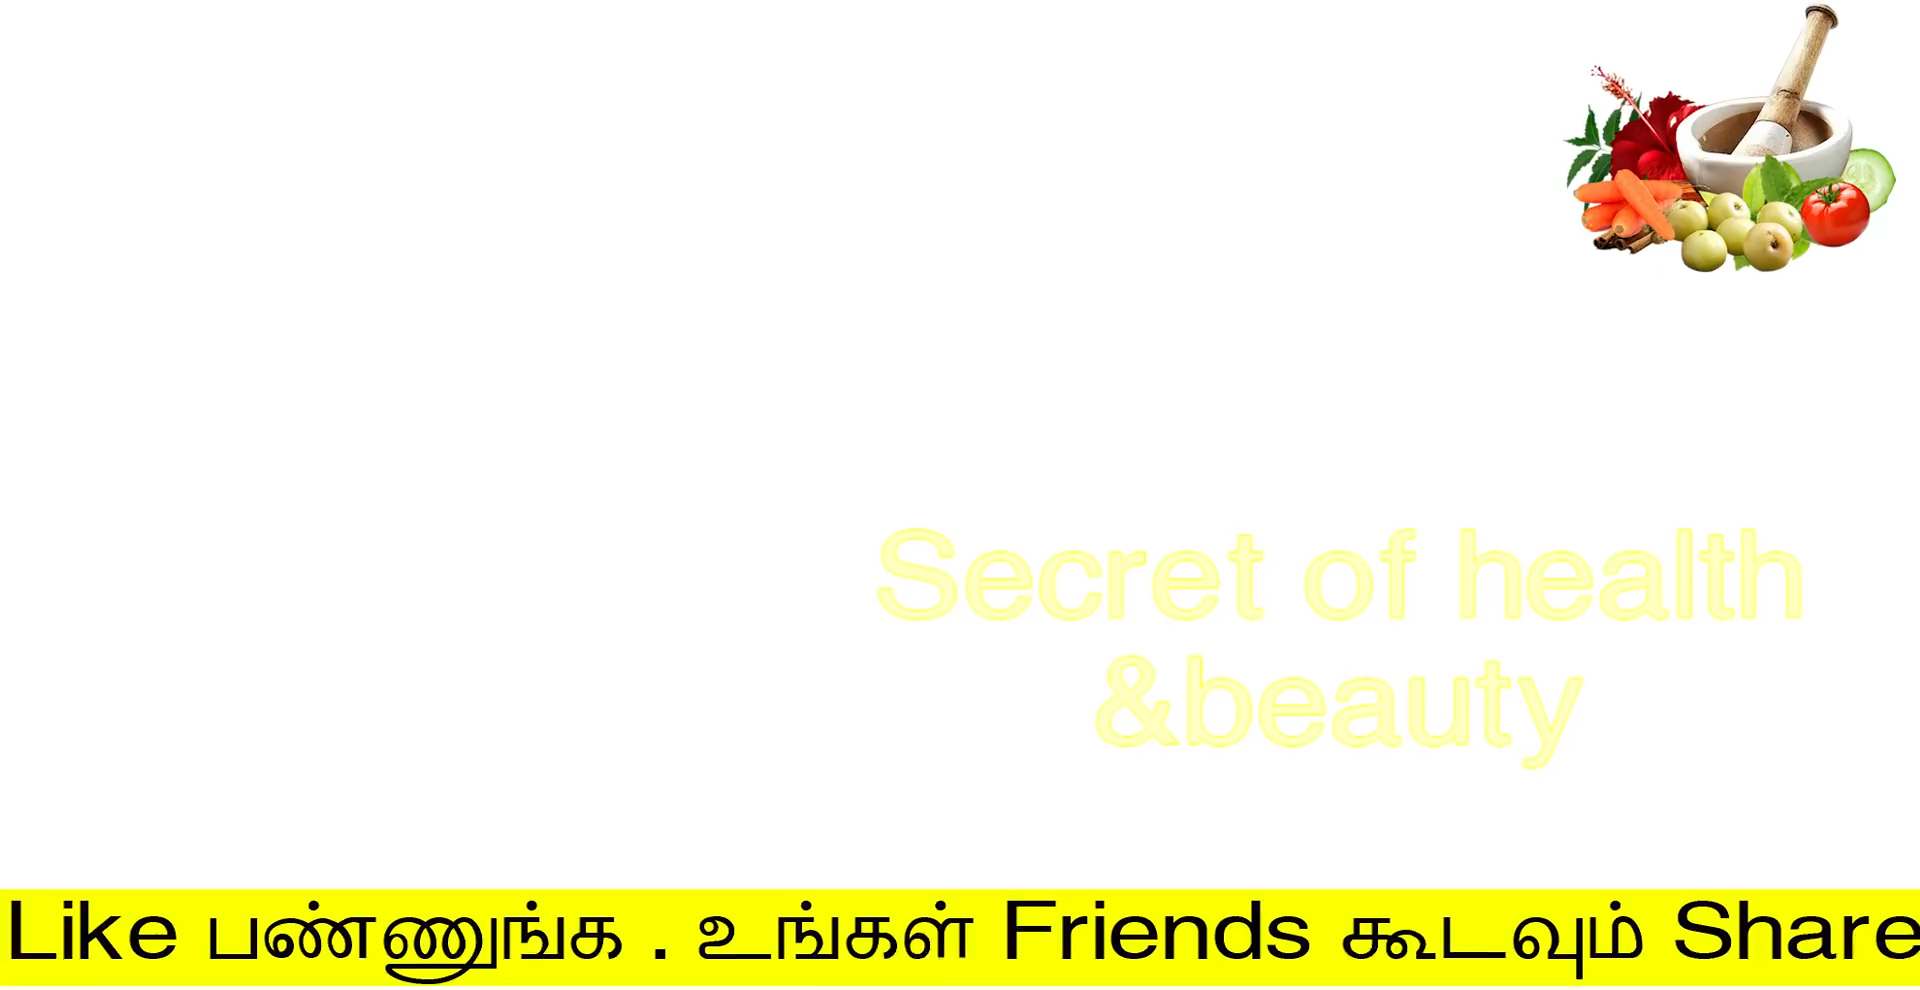 Secret of health
&beauty
Like பண்ணுங்க . உங்கள் Friends கூடவும் Share